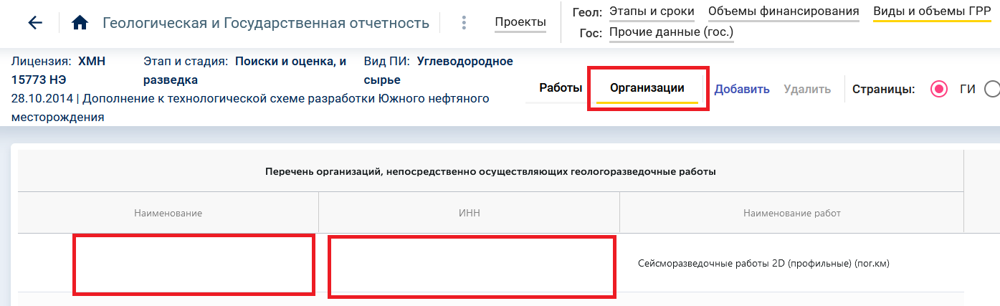 Геологическая и Государственная отчетность
Проекты
Геол: Этапы и сроки Объемы финансирования Виды и объемы ГРР
Гос: Прочие данные (гос.)
Лицензия: ХМН 15773 НЭ
Этап и стадия: Поиски и оценка, и разведка
Вид ПИ: Углеводородное сырье
28.10.2014 | Дополнение к технологической схеме разработки Южного нефтяного
месторождения
Работы Организации Добавить Удалить Страницы: ГИ
Перечень организаций, непосредственно осуществляющих геологоразведочные работы
Наименование ИНН Наименование работ
Сейсморазведочные работы 2D (профильные) (пог.км)